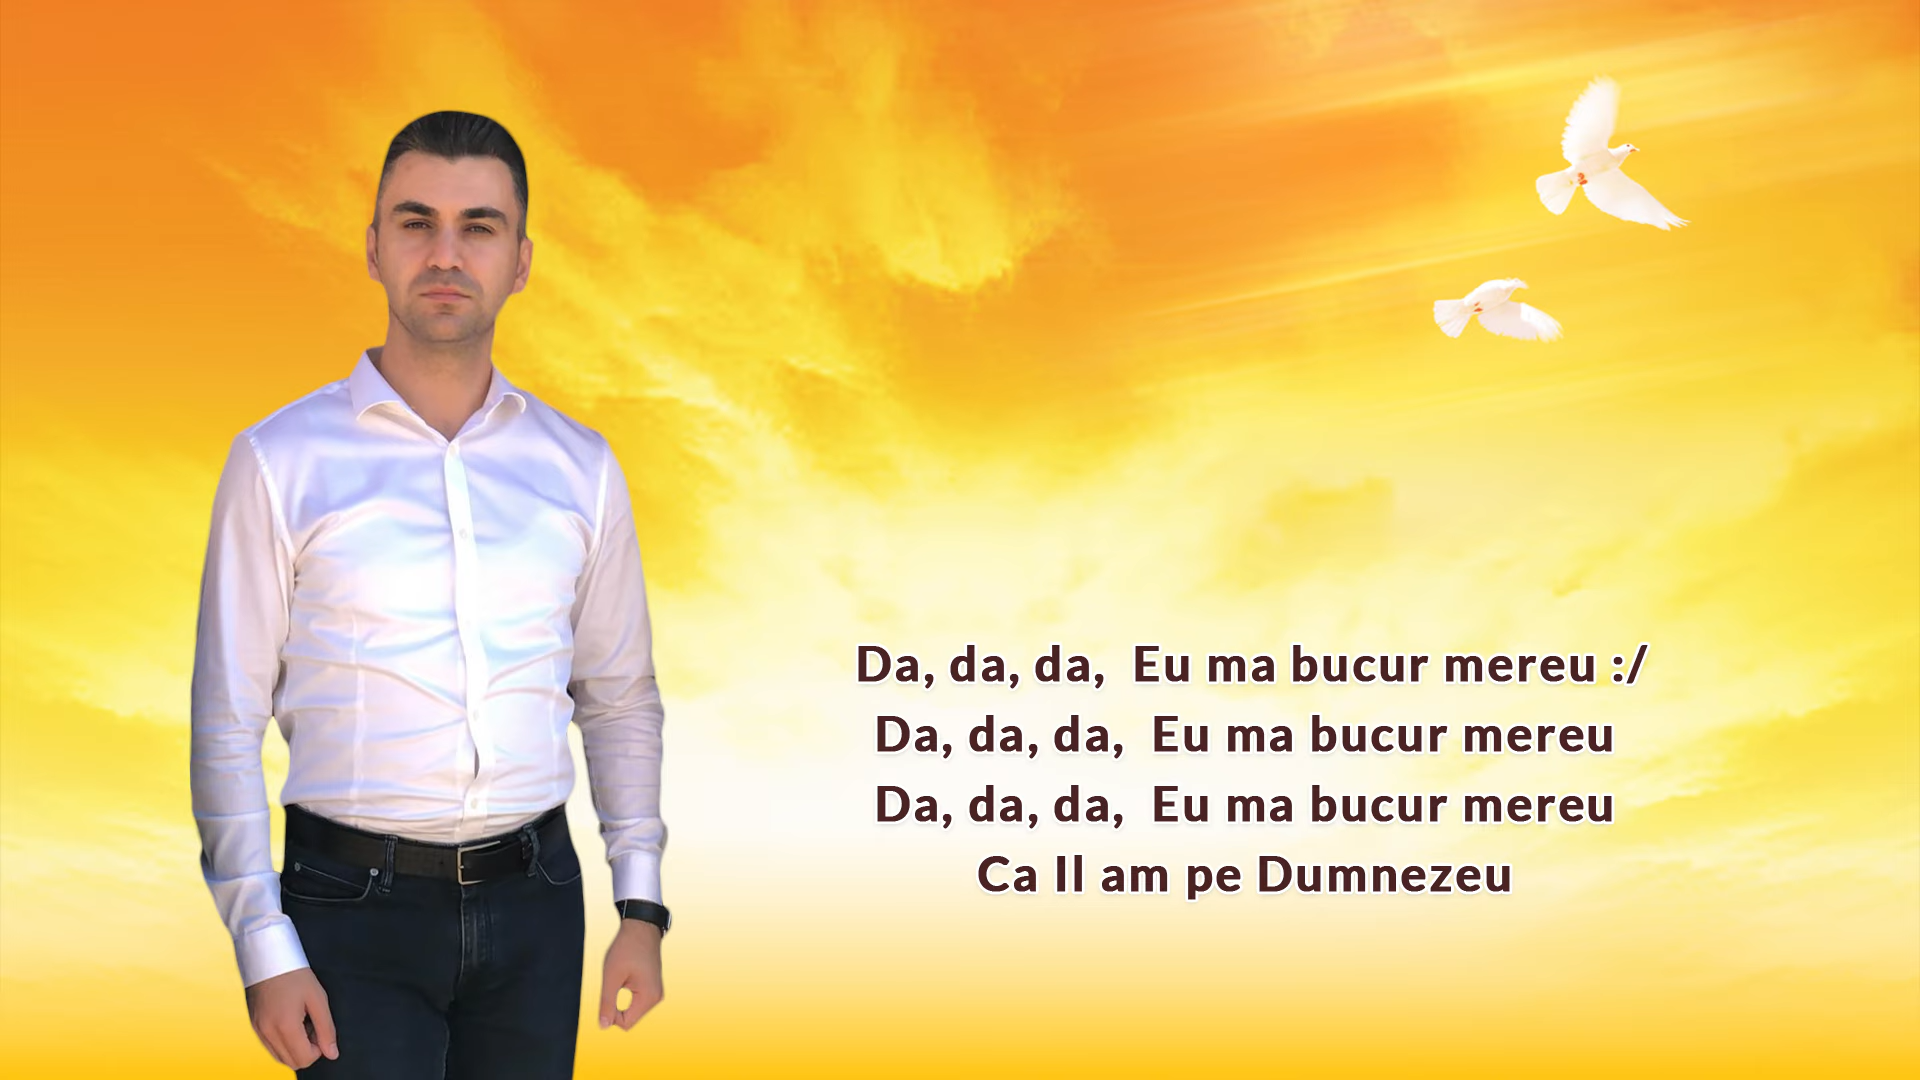 Da, da, da,  Eu ma bucur mereu :/
Da, da, da,  Eu ma bucur mereu
Da, da, da,  Eu ma bucur mereu
Ca Il am pe Dumnezeu